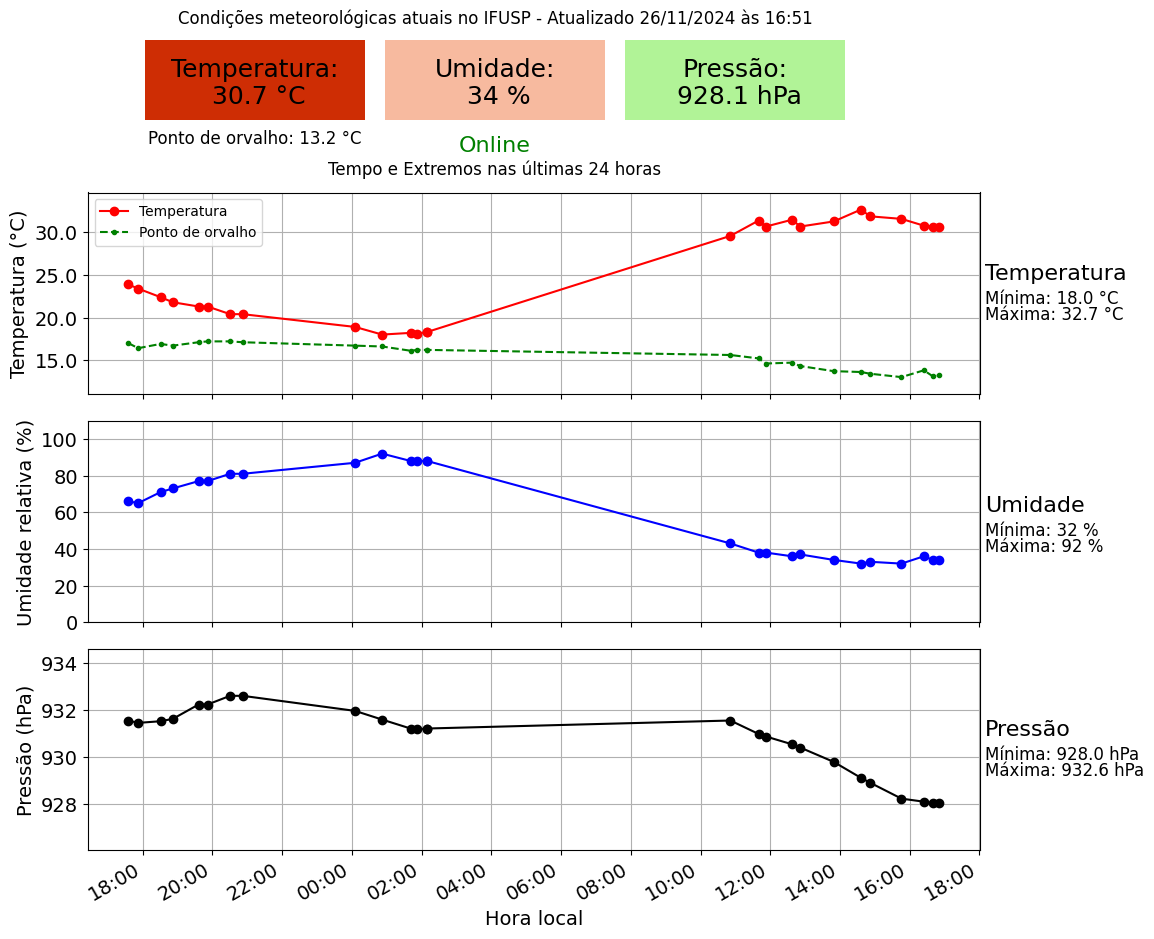 Condições meteorológicas atuais no IFUSP - Atualizado 26/11/2024 às 16:51
Temperatura:
30.7 °C
Umidade:
34 %
Pressão:
928.1 hPa
Ponto de orvalho: 13.2 °C
Online
Tempo e Extremos nas últimas 24 horas
Temperatura (°C)
30.0
25.0
20.0
15.0
Temperatura
Ponto de orvalho
Temperatura
Mínima: 18.0 °C
Máxima: 32.7 °C
Umidade relativa (%)
100
80
60
40
20
0
Umidade
Mínima: 32 %
Máxima: 92 %
Pressão (hPa)
934
932
930
928
Pressão
Mínima: 928.0 hPa
Máxima: 932.6 hPa
18:00 20:00 22:00 00:00 02:00 04:00 06:00 08:00 10:00 12:00 14:00 16:00 18:00
Hora local